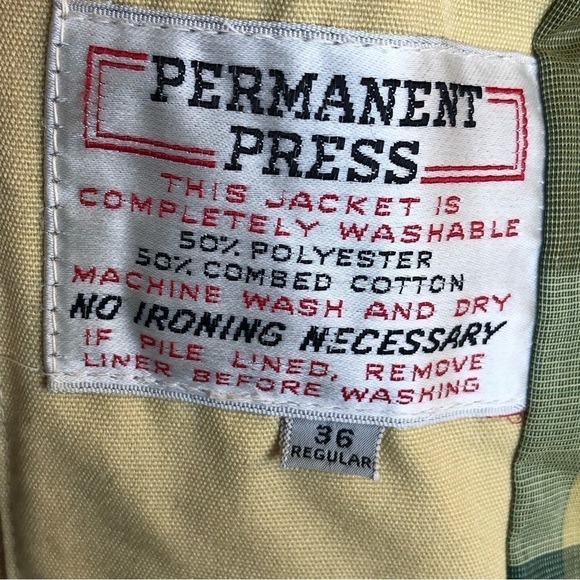 PERMANENT
PRESS
THIS JACKET IS
COMPLETELY WASHABLE
50% POLYESTER
50% COMBED COTTON
MACHINE WASH AND DRY
NO IRONING NECESSARY
IF PILE LINED, REMOVE
LINER BEFORE WASHING
36
REGULAR